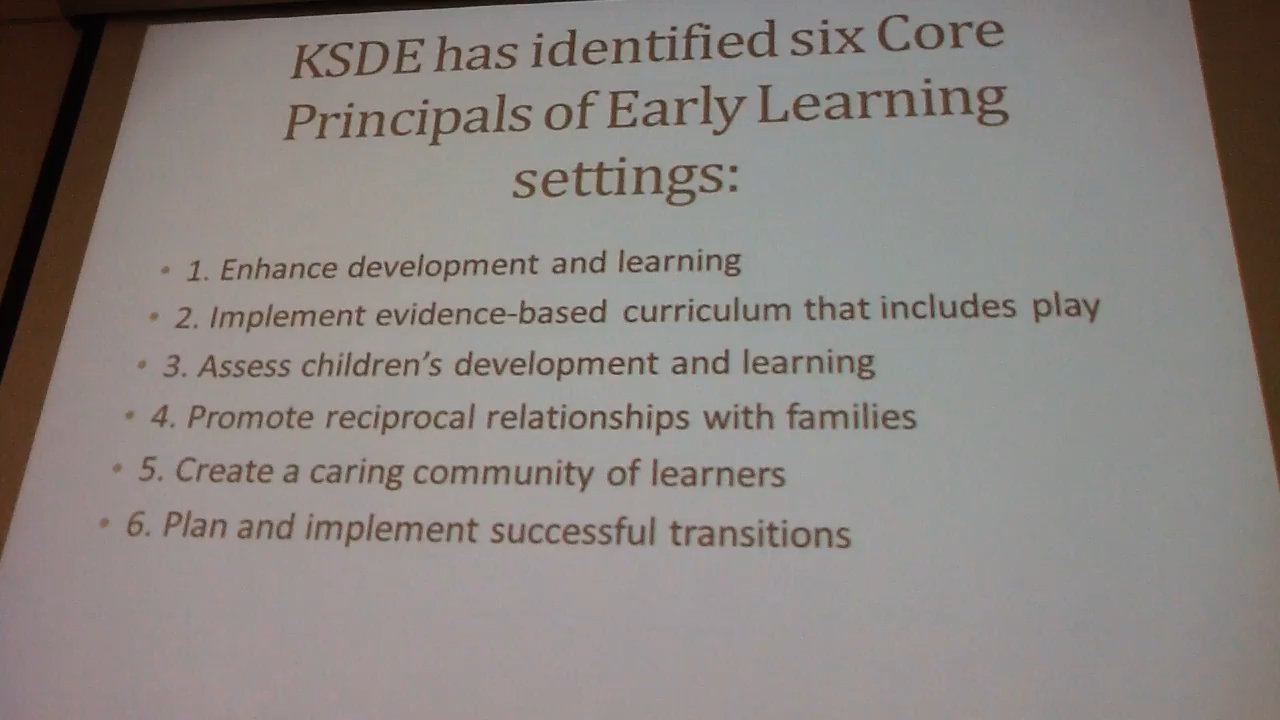 KSDE has identified six Core
Principals of Early Learning
settings:
• 1. Enhance development and learning
• 2. Implement evidence-based curriculum that includes play
• 3. Assess children's development and learning
• 4. Promote reciprocal relationships with families
• 5. Create a caring community of learners
• 6. Plan and implement successful transitions